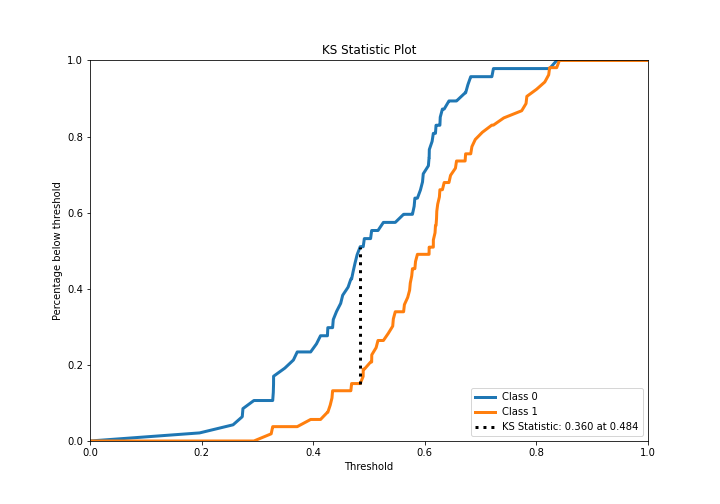 KS Statistic Plot
1.0
0.8
0.6
0.4
0.2
0.0
Percentage below threshold
0.0 0.2 0.4 0.6 0.8 1.0
Threshold
Class 0
Class 1
KS Statistic: 0.360 at 0.484